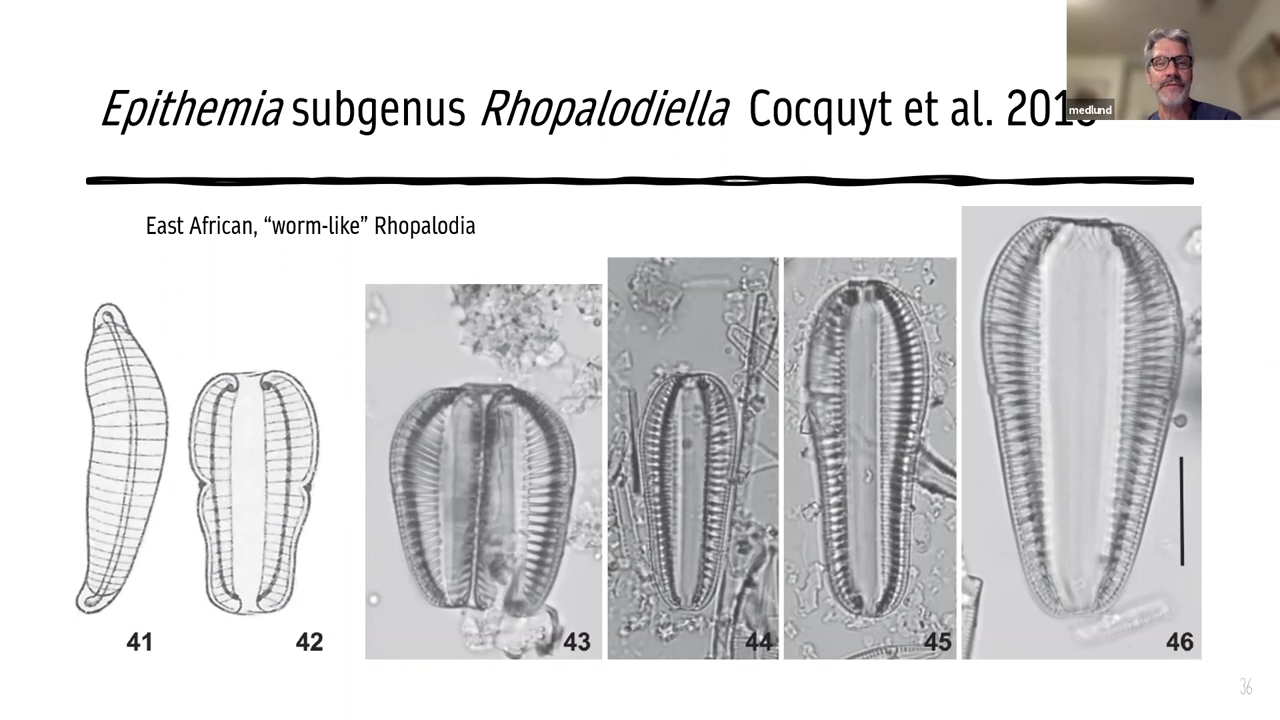 Epithemia subgenus Rhopalodiella Cocquyt et al.
medlund
East African, “worm-like” Rhopalodia
41
42
43
44
45
46
36